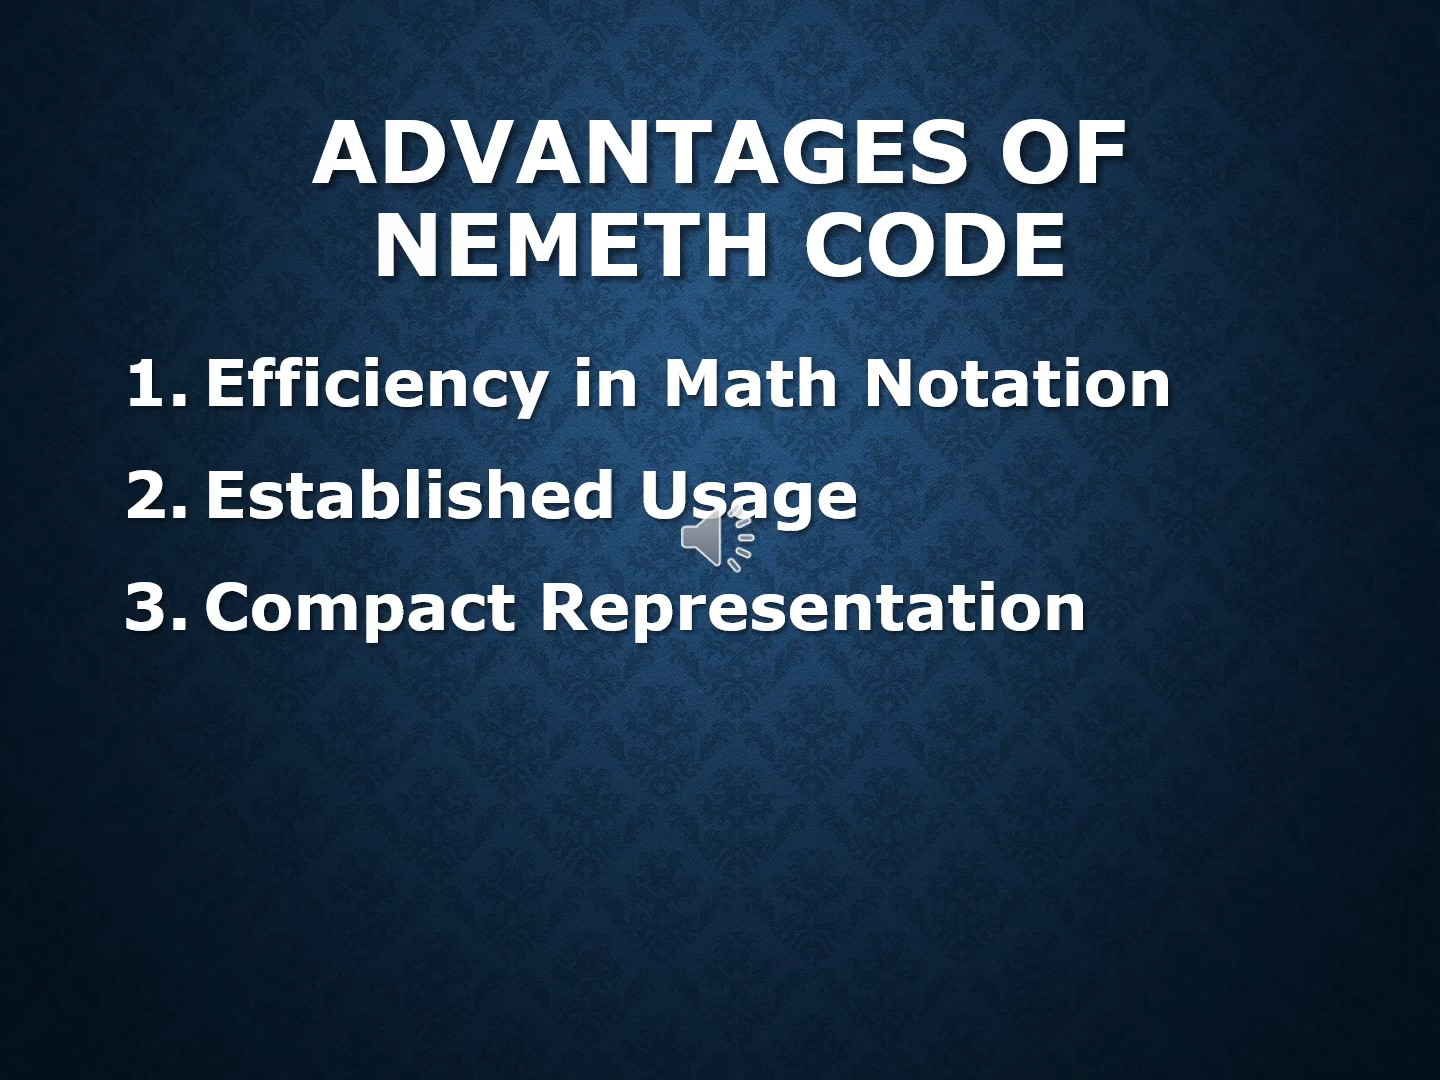 ADVANTAGES OF
NEMETH CODE
1. Efficiency in Math Notation
2. Established Usage
3. Compact Representation